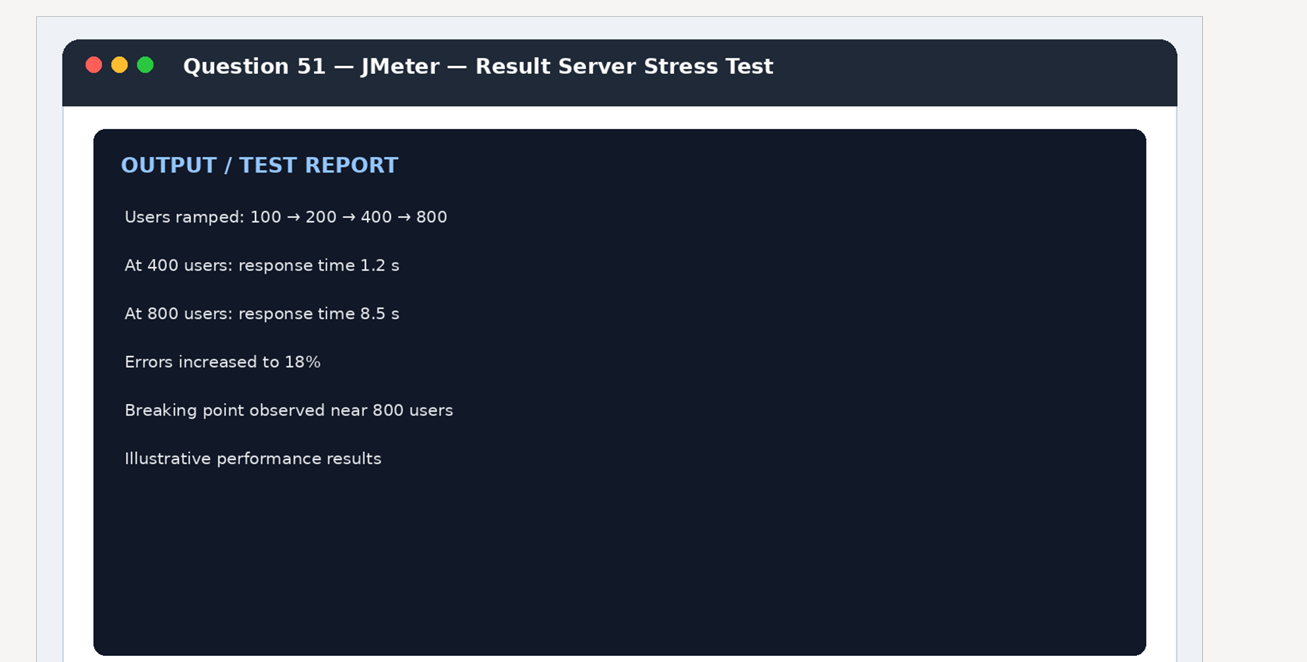 Question 51 — JMeter — Result Server Stress Test
OUTPUT / TEST REPORT
Users ramped: 100 → 200 → 400 → 800
At 400 users: response time 1.2 s
At 800 users: response time 8.5 s
Errors increased to 18%
Breaking point observed near 800 users
Illustrative performance results